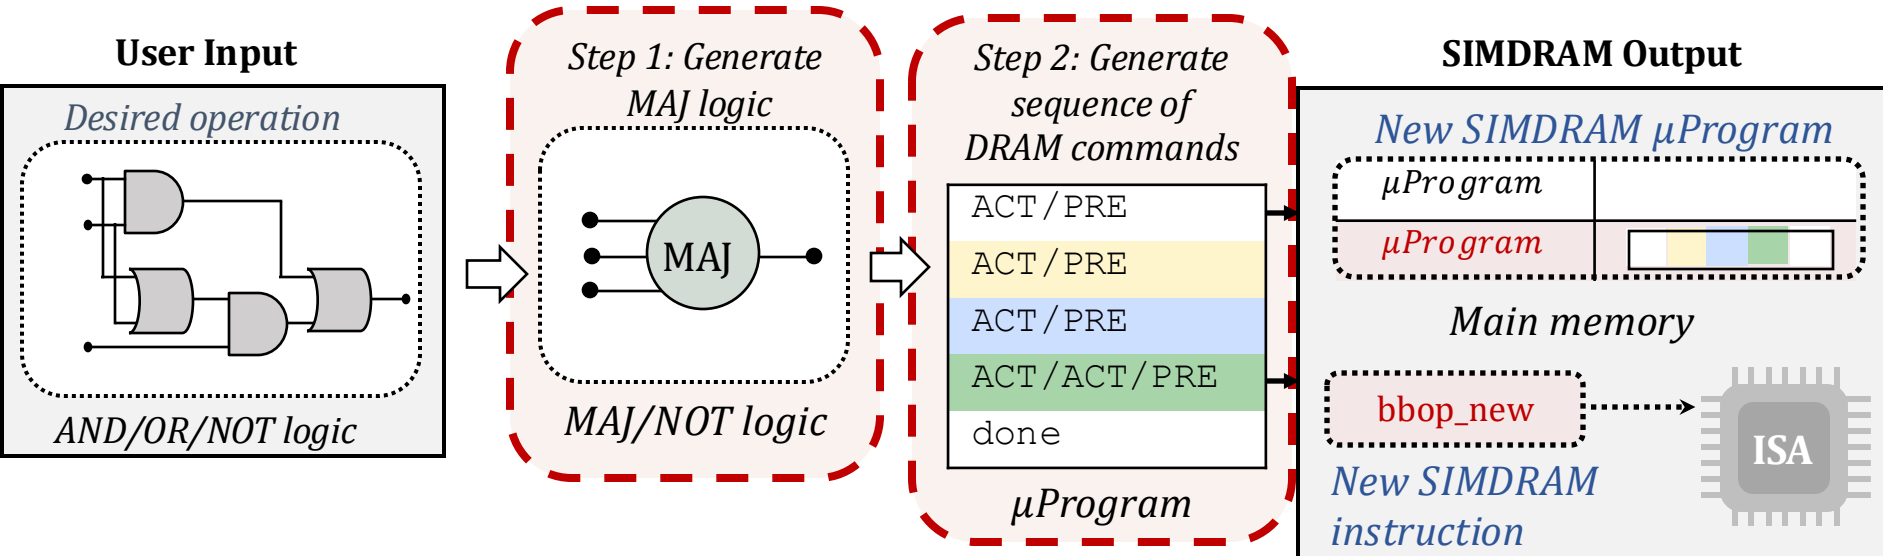 User Input
Desired operation
AND/OR/NOT logic
Step 1: Generate
MAJ logic
MAJ
MAJ/NOT logic
Step 2: Generate
sequence of
DRAM commands
ACT/PRE
ACT/PRE
ACT/PRE
ACT/ACT/PRE
done
μProgram
SIMDRAM Output
New SIMDRAM μProgram
μProgram
μProgram
Main memory
bbop_new
ISA
New SIMDRAM
instruction